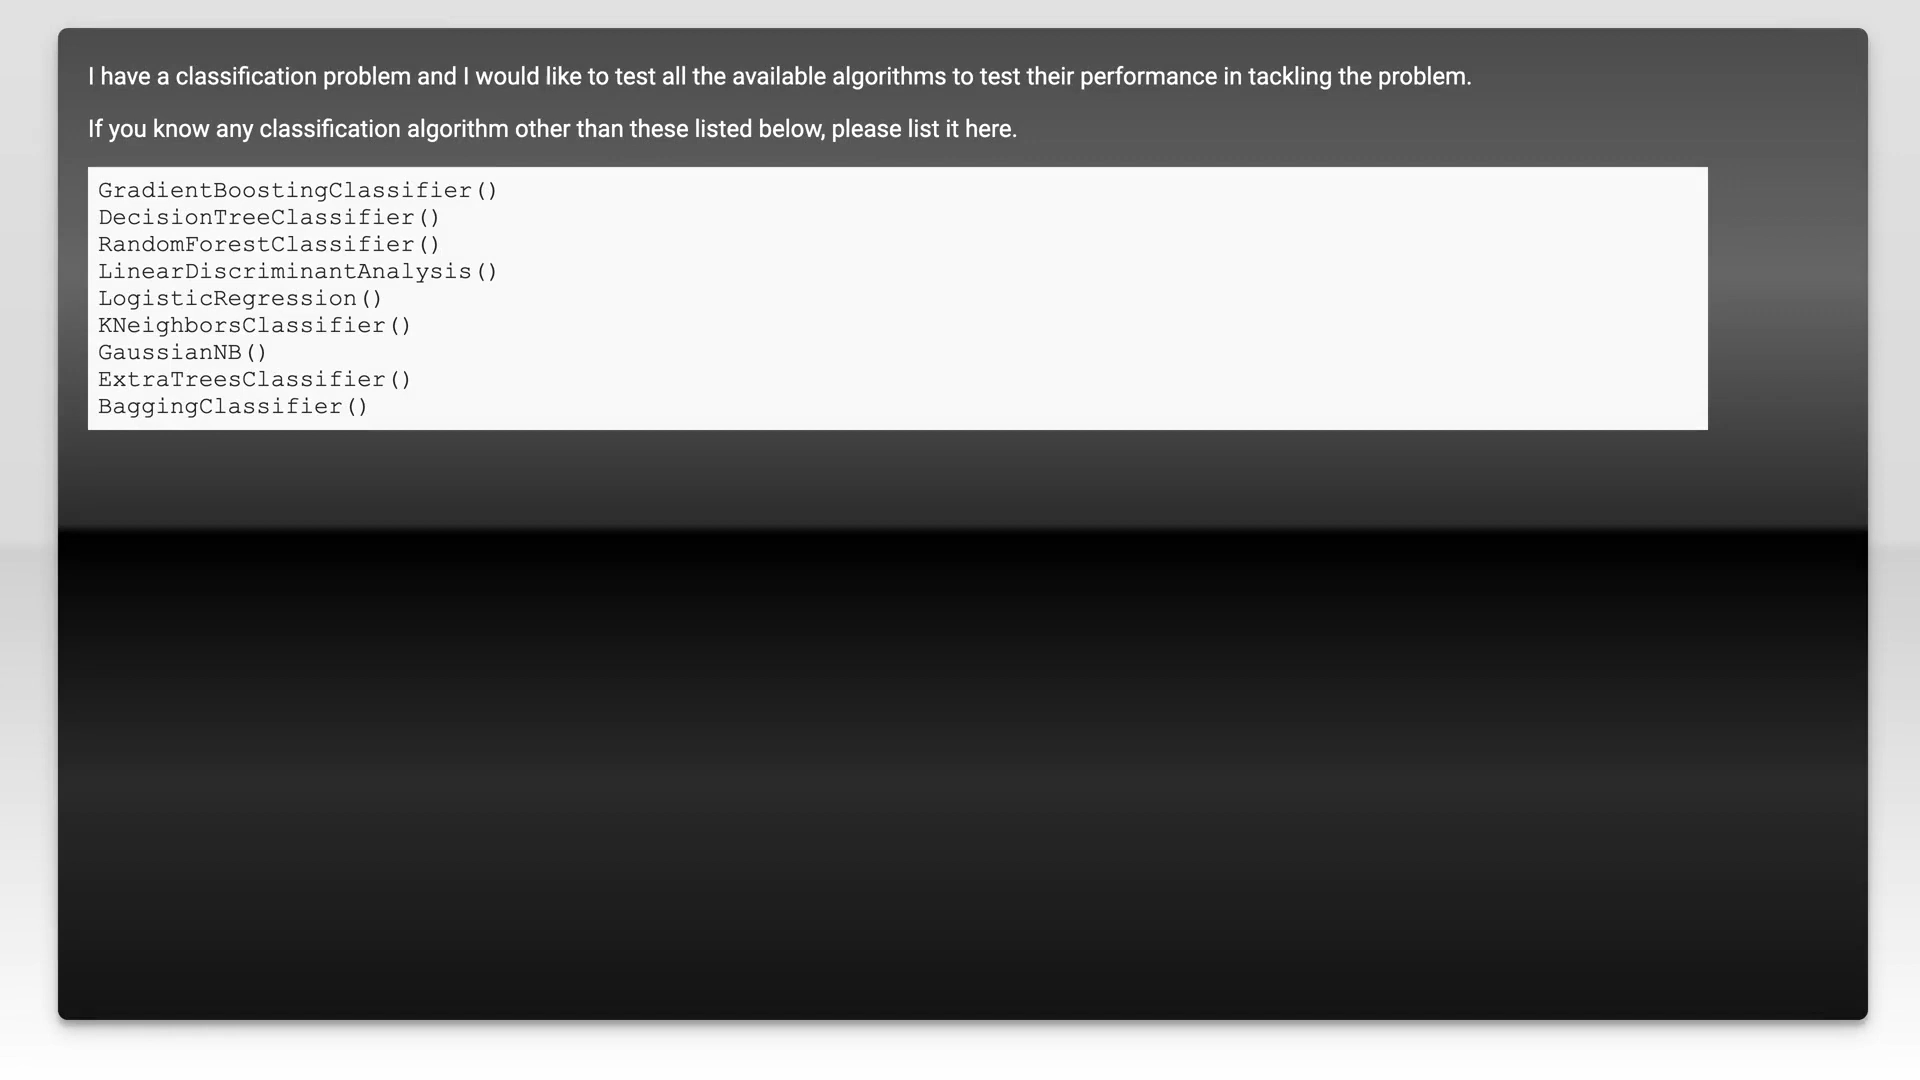 I have a classification problem and I would like to test all the available algorithms to test their performance in tackling the problem.
If you know any classification algorithm other than these listed below, please list it here.
GradientBoostingClassifier()
DecisionTreeClassifier()
RandomForestClassifier()
LinearDiscriminantAnalysis()
LogisticRegression()
KNeighborsClassifier()
GaussianNB()
ExtraTreesClassifier()
BaggingClassifier()